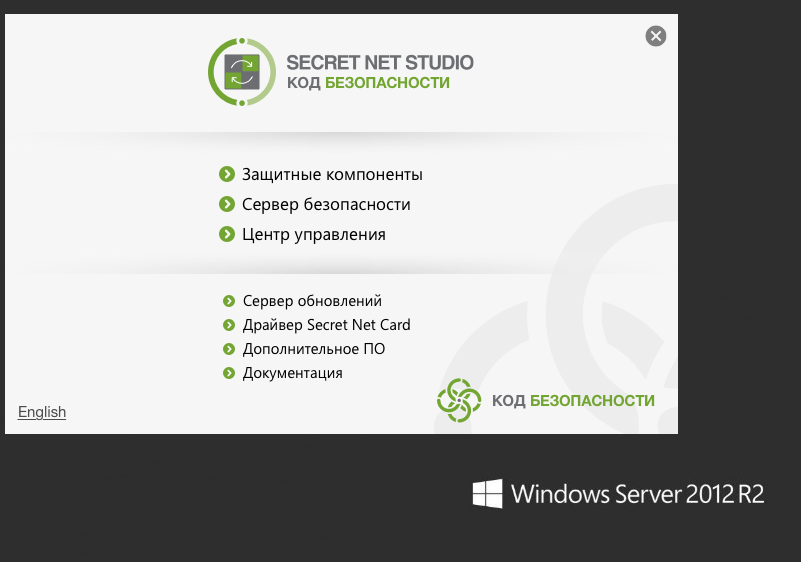 SECRET NET STUDIO
КОД БЕЗОПАСНОСТИ
Защитные компоненты
Сервер безопасности
Центр управления
Сервер обновлений
Драйвер Secret Net Card
Дополнительное ПО
Документация
English
КОД БЕЗОПАСНОСТИ
Windows Server 2012 R2